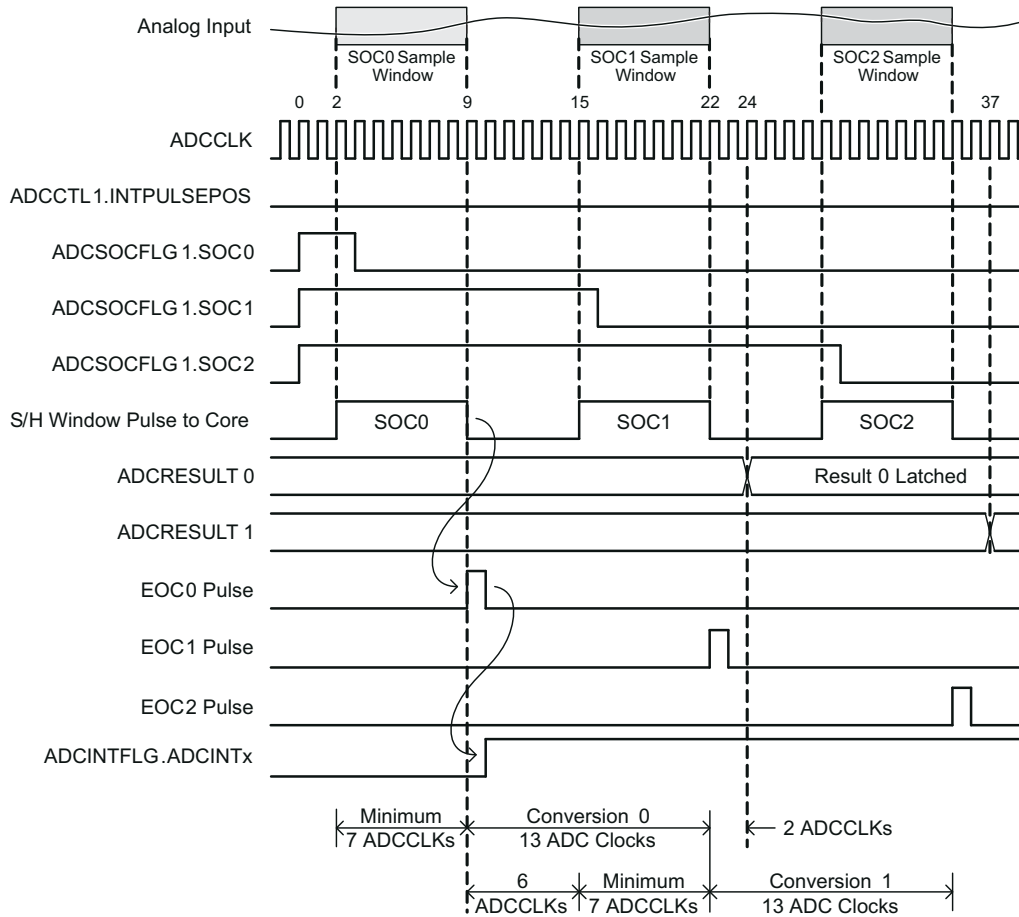 Analog Input
SOC0 Sample
Window
SOC1 Sample
Window
SOC2 Sample
Window
0 2 9 15 22 24 37
ADCCLK
ADCCTL1.INTPULSEPOS
ADCSOCFLG 1.SOC0
ADCSOCFLG 1.SOC1
ADCSOCFLG 1.SOC2
S/H Window Pulse to Core SOC0 SOC1 SOC2
ADCRESULT 0 Result 0 Latched
ADCRESULT 1
EOC0 Pulse
EOC1 Pulse
EOC2 Pulse
ADCINTFLG.ADCINTx
Minimum
7 ADCCLKs
Conversion 0
13 ADC Clocks
2 ADCCLKs
6
ADCCLKs
Minimum
7 ADCCLKs
Conversion 1
13 ADC Clocks